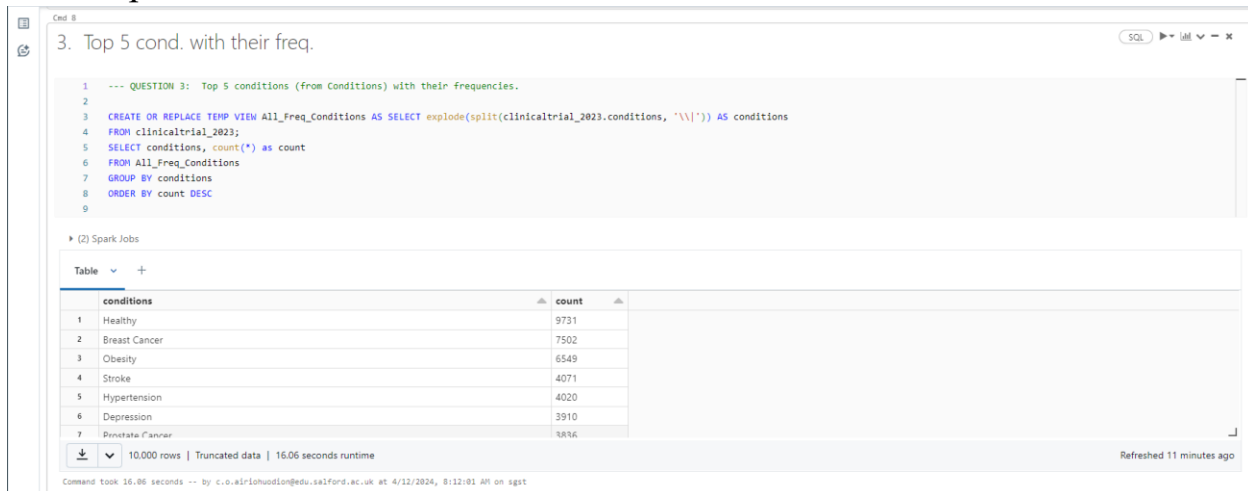 Cmd 8
3. Top 5 cond. with their freq.
SQL
1 --- QUESTION 3: Top 5 conditions (from Conditions) with their frequencies.
2
3 CREATE OR REPLACE TEMP VIEW All_Freq_Conditions AS SELECT explode(split(clinicaltrial_2023.conditions, '\\|')) AS conditions
4 FROM clinicaltrial_2023;
5 SELECT conditions, count(*) as count
6 FROM All_Freq_Conditions
7 GROUP BY conditions
8 ORDER BY count DESC
9
(2) Spark Jobs
Table +
conditions count
1 Healthy 9731
2 Breast Cancer 7502
3 Obesity 6549
4 Stroke 4071
5 Hypertension 4020
6 Depression 3910
7 Prostate Cancer 3836
10,000 rows | Truncated data | 16.06 seconds runtime Refreshed 11 minutes ago
Command took 16.06 seconds -- by c.o.airiohuodion@edu.salford.ac.uk at 4/12/2024, 8:12:01 AM on sgst